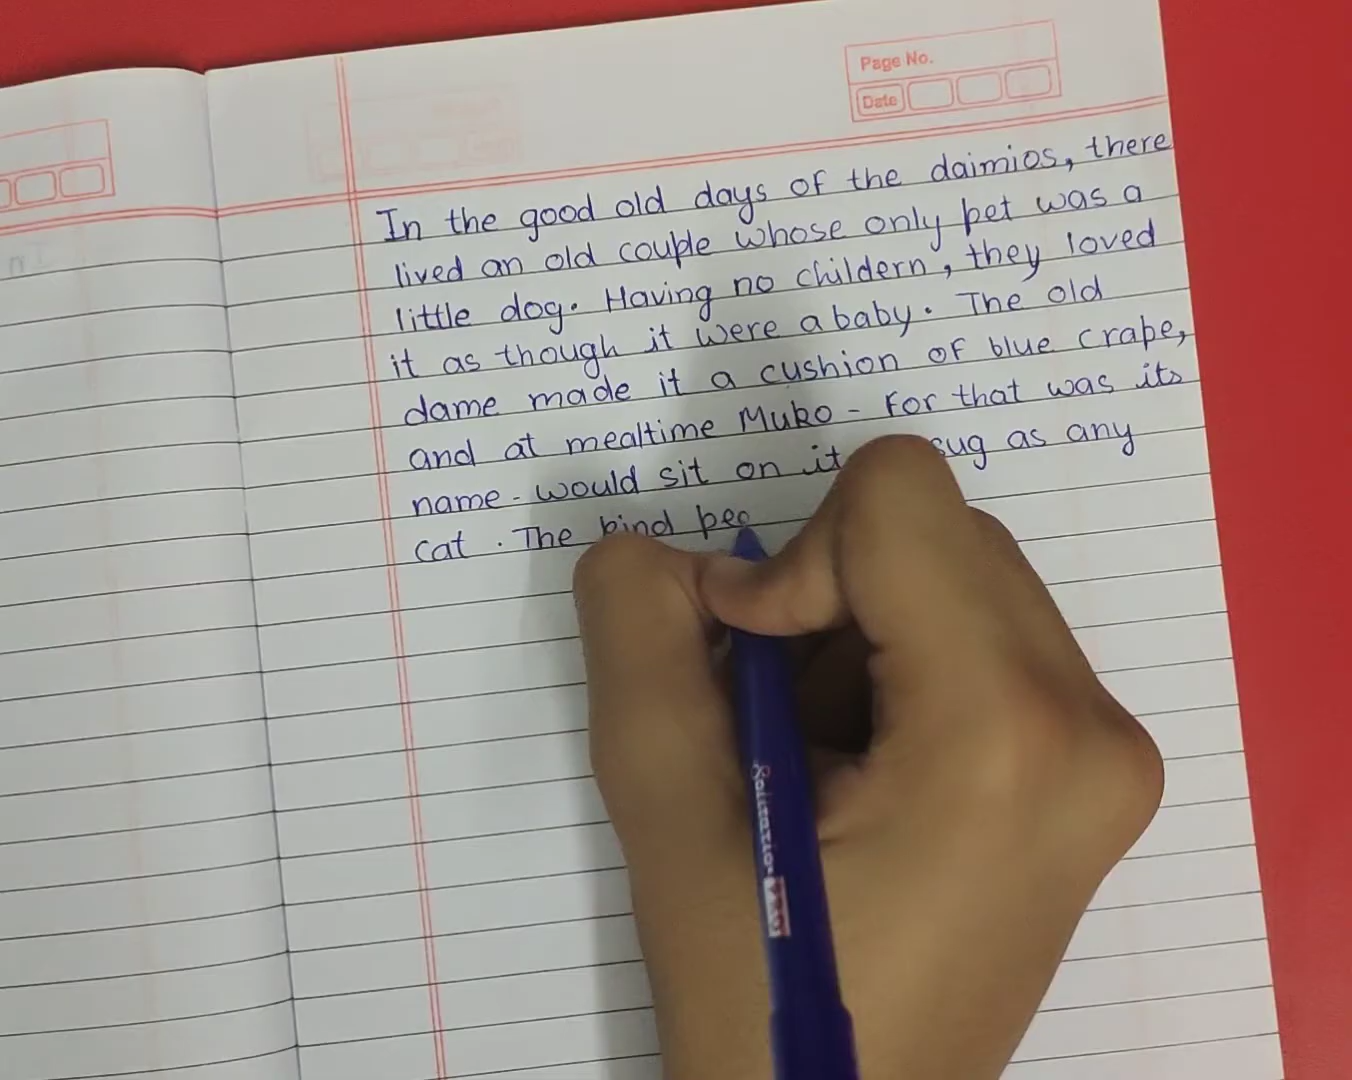 Page No.
Date
In the good old days of the daimios, there
lived an old couple whose only pet was a
little dog. Having no childern, they loved
it as though it were a baby. The old
dame made it a cushion of blue crape,
and at mealtime Muko - for that was its
name - would sit on it sug as any
cat. The kind peo
Solitario PRO